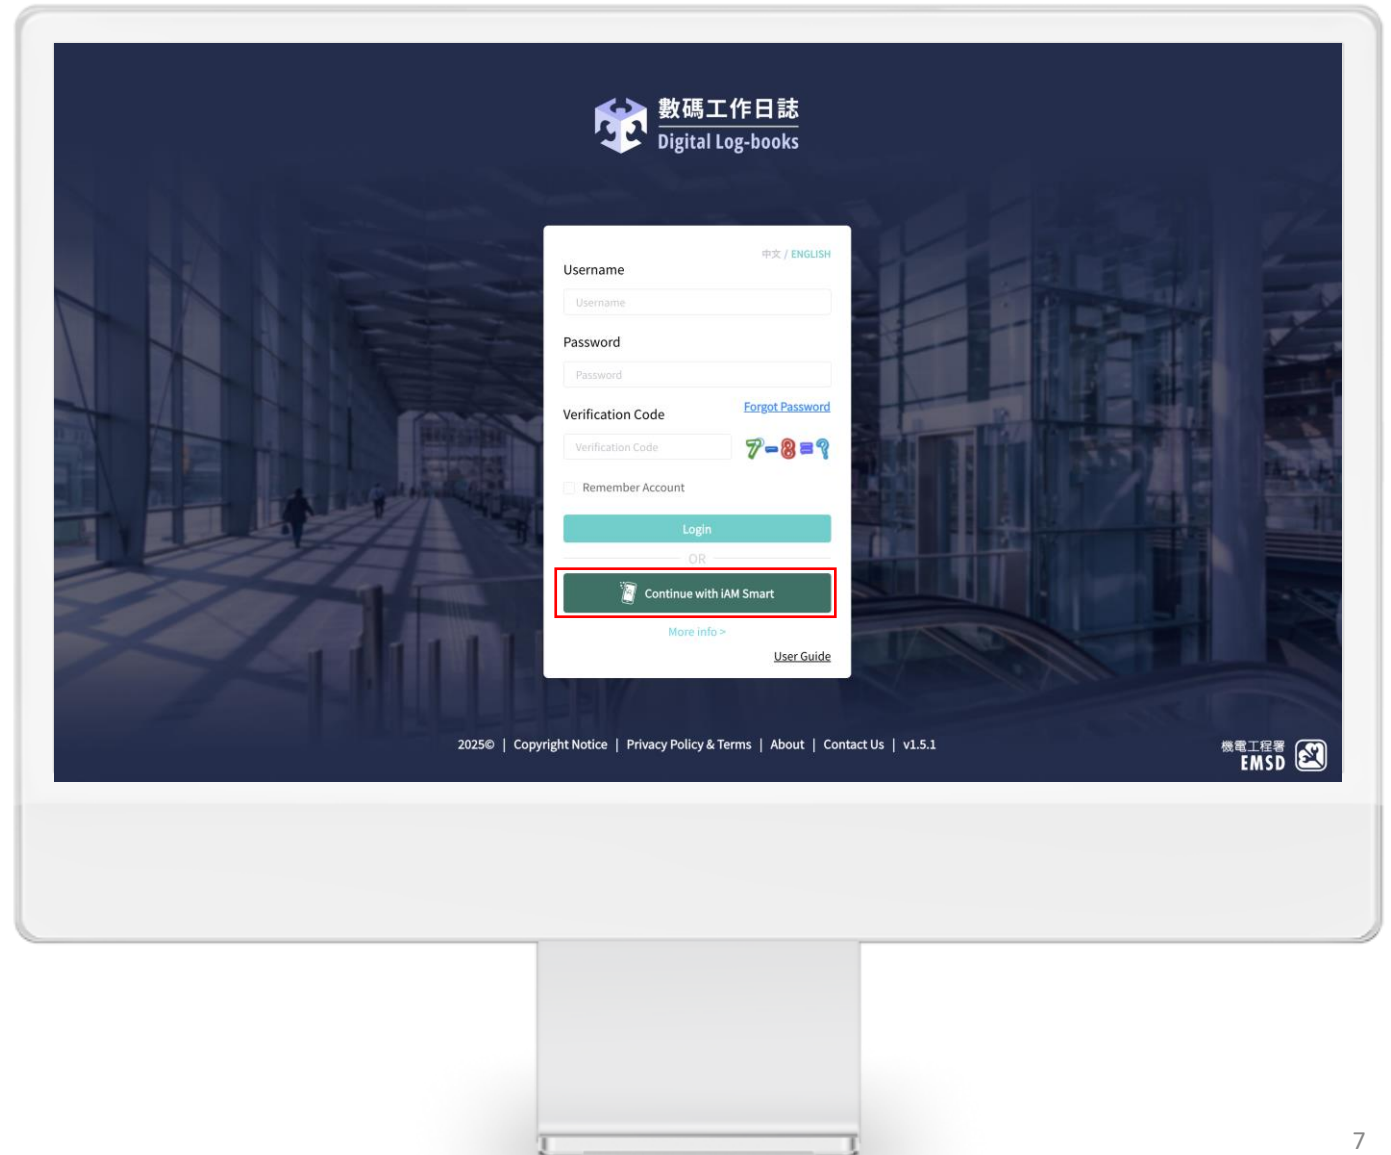 數碼工作日誌
Digital Log-books
中文 / ENGLISH
Username
Username
Password
Password
Forgot Password
Verification Code
Verification Code
7-8=?
Remember Account
Login
OR
Continue with iAM Smart
More info >
User Guide
2025© | Copyright Notice | Privacy Policy & Terms | About | Contact Us | v1.5.1
機電工程署
EMSD
7